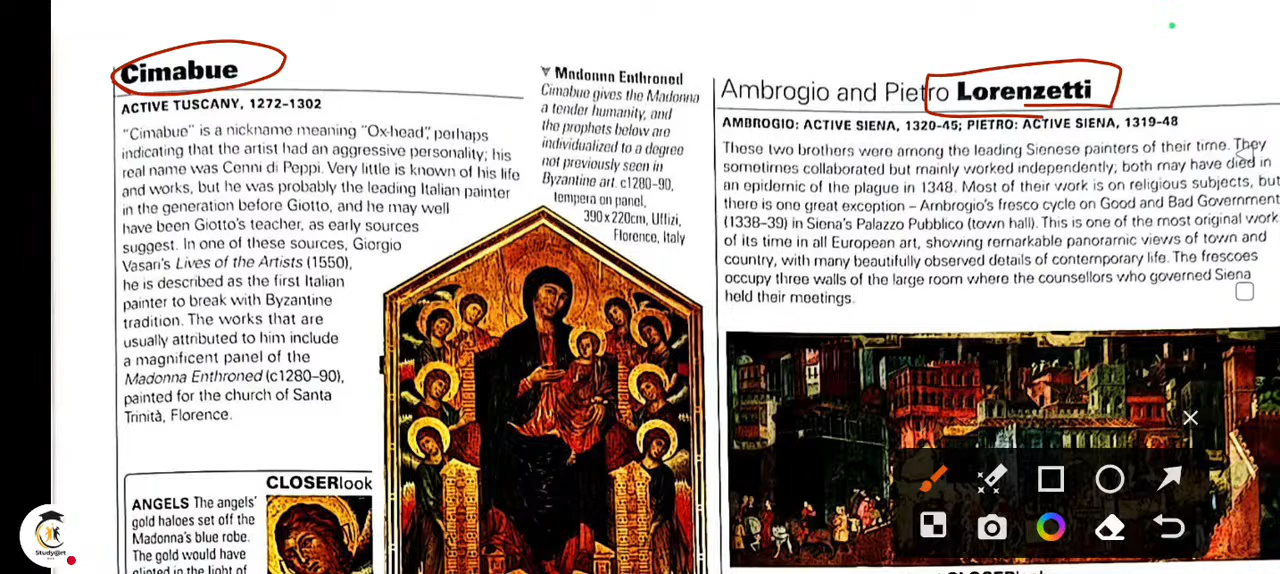 Cimabue
ACTIVE TUSCANY, 1272-1302
"Cimabue" is a nickname meaning "Ox-head", perhaps
indicating that the artist had an aggressive personality; his
real name was Cenni di Peppi. Very little is known of his life
and works, but he was probably the leading Italian painter
in the generation before Giotto, and he may well
have been Giotto's teacher, as early sources
suggest. In one of these sources, Giorgio
Vasari's Lives of the Artists (1550),
he is described as the first Italian
painter to break with Byzantine
tradition. The works that are
usually attributed to him include
a magnificent panel of the
Madonna Enthroned (c1280–90),
painted for the church of Santa
Trinità, Florence.
CLOSERlook
ANGELS The angels'
gold haloes set off the
Madonna's blue robe.
The gold would have
glinted in the light of
▼ Madonna Enthroned
Cimabue gives the Madonna
a tender humanity, and
the prophets below are
individualized to a degree
not previously seen in
Byzantine art. c1280–90,
tempera on panel,
390x220cm, Uffizi,
Florence, Italy
Ambrogio and Pietro Lorenzetti
AMBROGIO: ACTIVE SIENA, 1320-45; PIETRO: ACTIVE SIENA, 1319-48
These two brothers were among the leading Sienese painters of their time. They
sometimes collaborated but mainly worked independently; both may have died in
an epidemic of the plague in 1348. Most of their work is on religious subjects, but
there is one great exception – Ambrogio's fresco cycle on Good and Bad Government
(1338–39) in Siena's Palazzo Pubblico (town hall). This is one of the most original works
of its time in all European art, showing remarkable panoramic views of town and
country, with many beautifully observed details of contemporary life. The frescoes
occupy three walls of the large room where the counsellors who governed Siena
held their meetings.
Study@rt